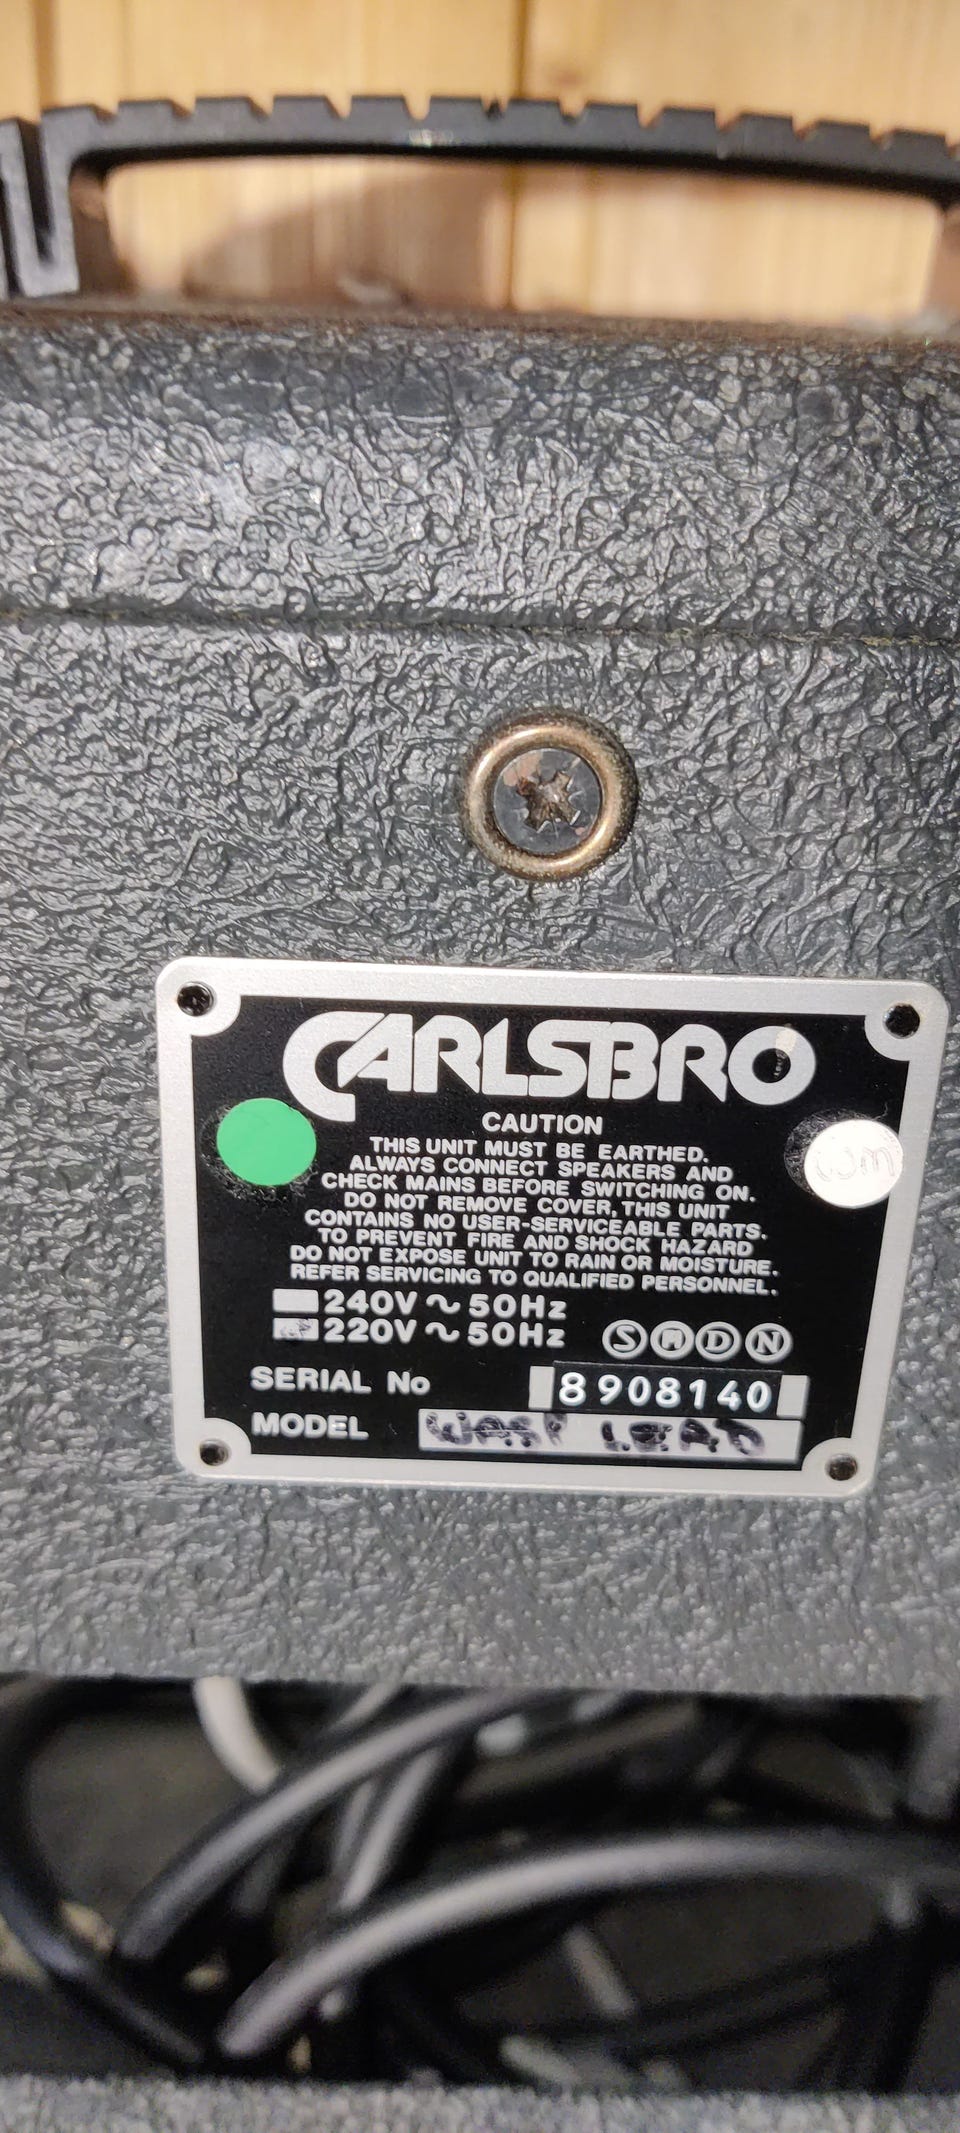 CARLSBRO
CAUTION
THIS UNIT MUST BE EARTHED.
ALWAYS CONNECT SPEAKERS AND
CHECK MAINS BEFORE SWITCHING ON.
DO NOT REMOVE COVER, THIS UNIT
CONTAINS NO USER-SERVICEABLE PARTS.
TO PREVENT FIRE AND SHOCK HAZARD
DO NOT EXPOSE UNIT TO RAIN OR MOISTURE.
REFER SERVICING TO QUALIFIED PERSONNEL.
WM
240V ~ 50Hz
220V ~ 50Hz
S D N
SERIAL No 8908140
MODEL LEAD